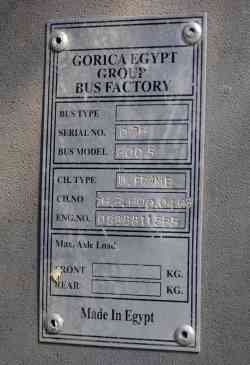 GORICA EGYPT
GROUP
BUS FACTORY
BUS TYPE
SERIAL NO.
BUS MODEL 2005
CH.TYPE
CH.NO
ENG.NO.
Max. Axle Load
FRONT KG.
REAR KG.
Made In Egypt